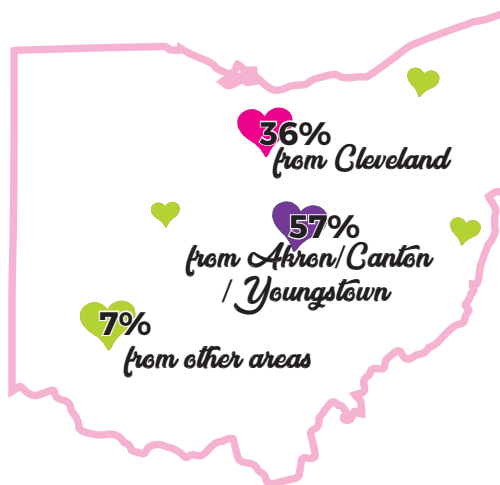 36%
from Cleveland
57%
from Akron/Canton
/ Youngstown
7%
from other areas